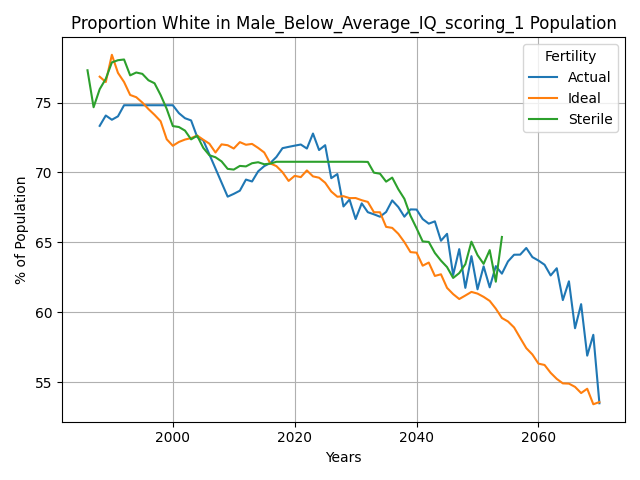 Proportion White in Male_Below_Average_IQ_scoring_1 Population
Fertility
Actual
Ideal
Sterile
% of Population
75
70
65
60
55
2000
2020
2040
2060
Years